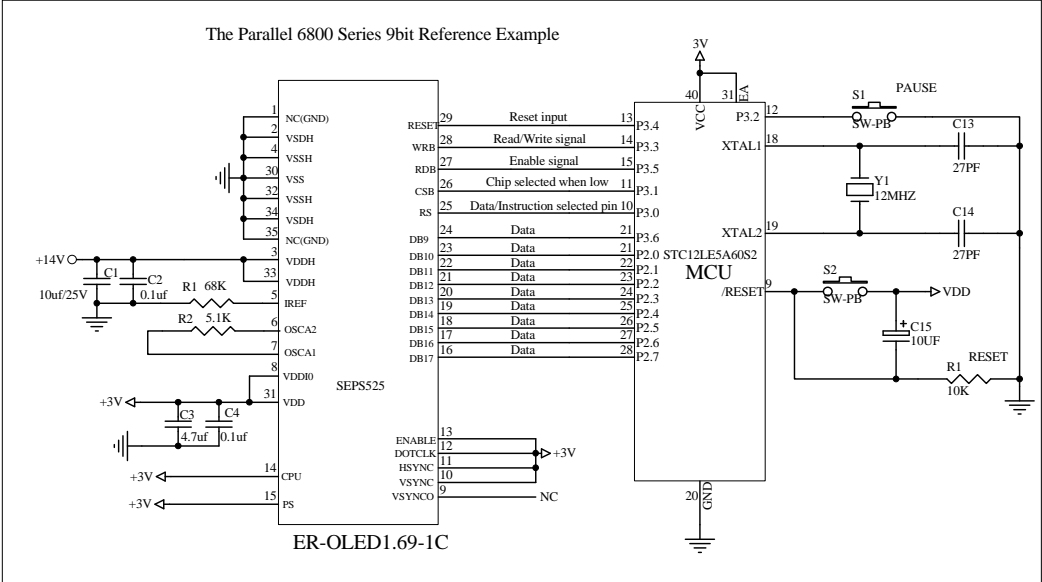 The Parallel 6800 Series 9bit Reference Example
1 NC(GND)
2 VSDH
4 VSSH
30 VSS
32 VSSH
34 VSDH
35 NC(GND)
+14V
3 VDDH
33 VDDH
C1
10uf/25V
C2
0.1uf
R1 68K
5 IREF
R2 5.1K
6 OSCA2
7 OSCA1
8 VDDI0
31 VDD
+3V
C3
4.7uf
C4
0.1uf
+3V 14 CPU
+3V 15 PS
SEPS525
ER-OLED1.69-1C
RESET 29 Reset input 13 P3.4
WRB 28 Read/Write signal 14 P3.3
RDB 27 Enable signal 15 P3.5
CSB 26 Chip selected when low 11 P3.1
RS 25 Data/Instruction selected pin 10 P3.0
DB9 24 Data 21 P3.6
DB10 23 Data 21 P2.0
DB11 22 Data 22 P2.1
DB12 21 Data 23 P2.2
DB13 20 Data 24 P2.3
DB14 19 Data 25 P2.4
DB15 18 Data 26 P2.5
DB16 17 Data 27 P2.6
DB17 16 Data 28 P2.7
ENABLE 13
DOTCLK 12
HSYNC 11
VSYNC 10
VSYNCO 9 NC
+3V
3V
40 VCC
31 EA
STC12LE5A60S2
MCU
P3.2 12
XTAL1 18
XTAL2 19
/RESET 9
20 GND
S1 PAUSE
SW-PB
C13
27PF
Y1
12MHZ
C14
27PF
S2
SW-PB
VDD
C15
10UF
+
RESET
R1
10K